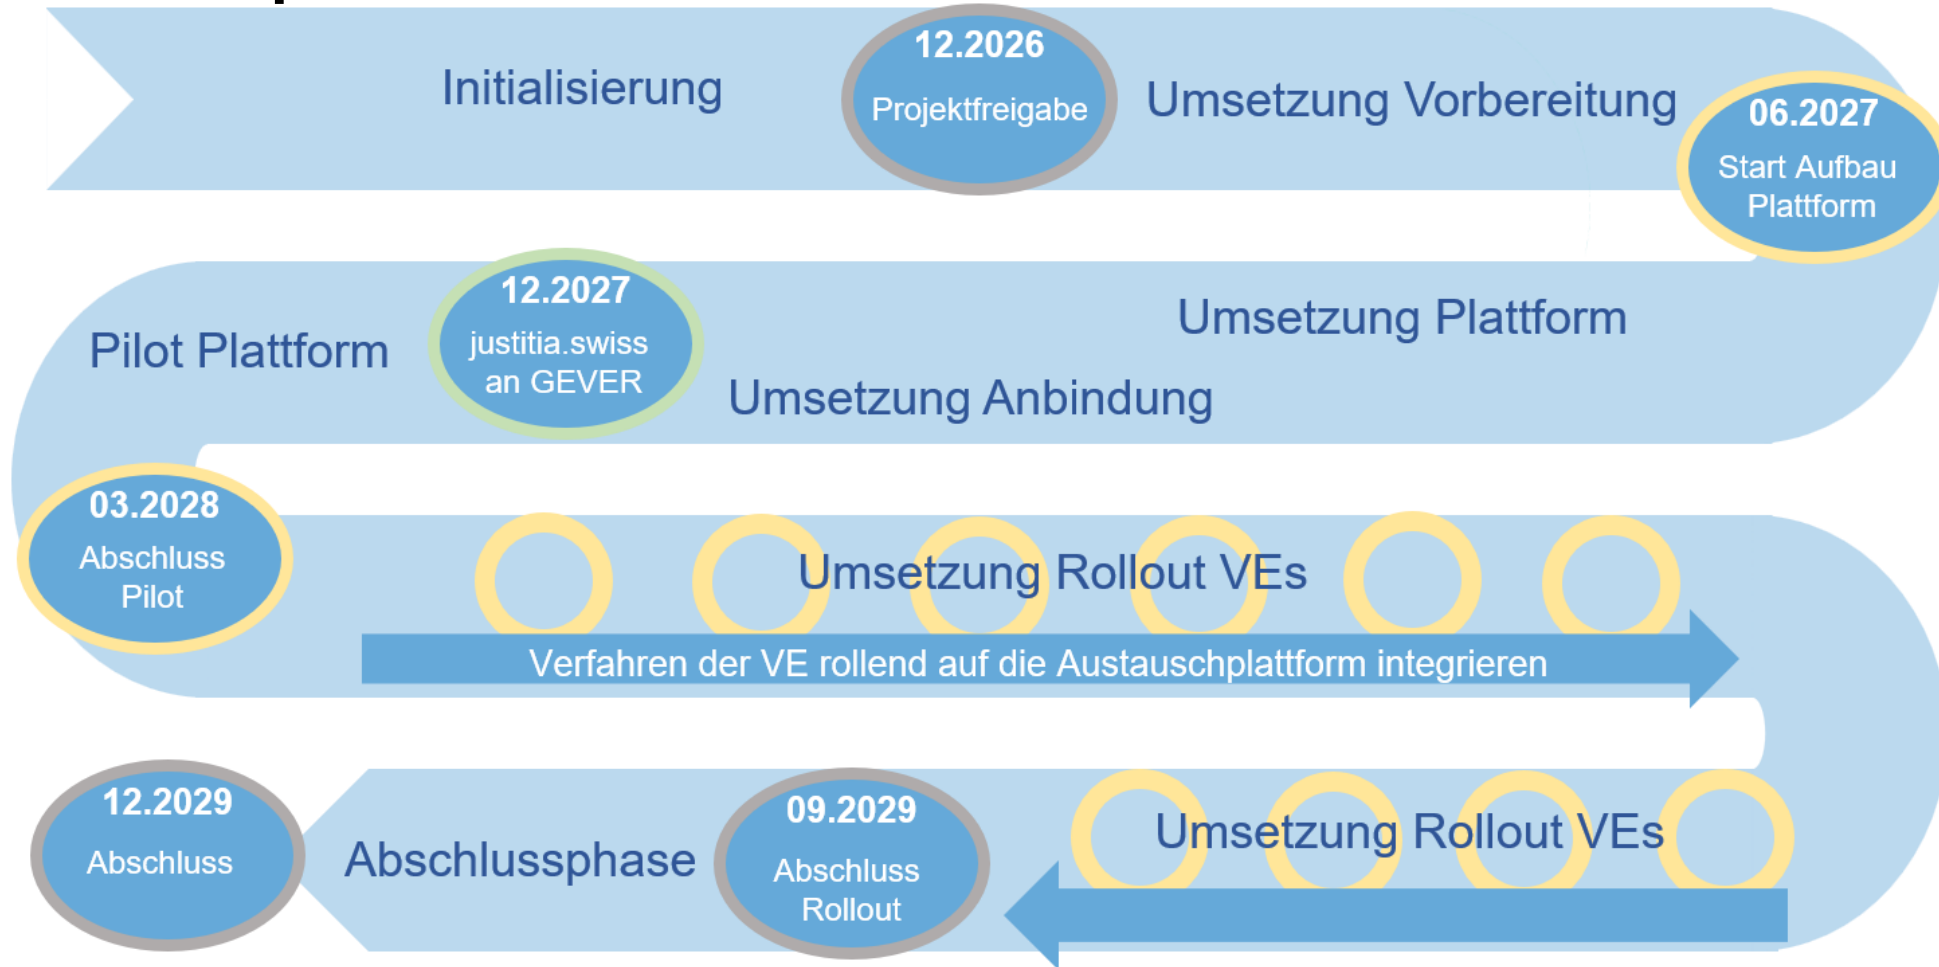 Initialisierung
12.2026
Projektfreigabe
Umsetzung Vorbereitung
06.2027
Start Aufbau
Plattform
Umsetzung Plattform
Umsetzung Anbindung
12.2027
justitia.swiss
an GEVER
Pilot Plattform
03.2028
Abschluss
Pilot
Umsetzung Rollout VEs
Verfahren der VE rollend auf die Austauschplattform integrieren
Umsetzung Rollout VEs
09.2029
Abschluss
Rollout
Abschlussphase
12.2029
Abschluss